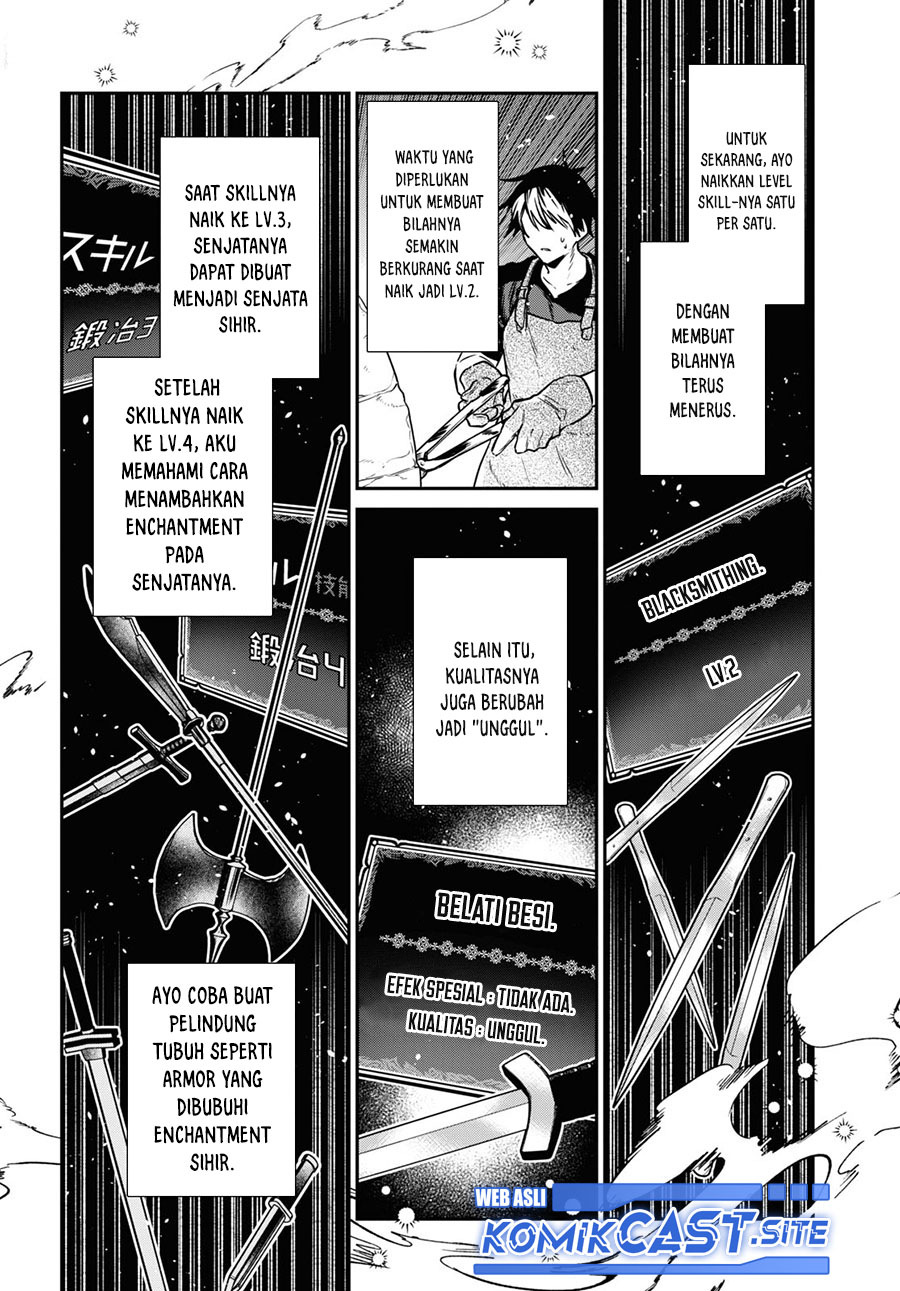 UNTUK
SEKARANG, AYO
NAIKKAN LEVEL
SKILL-NYA SATU
PER SATU.
DENGAN
MEMBUAT
BILAHNYA
TERUS
MENERUS.
BLACKSMITHING.
LV.2
WAKTU YANG
DIPERLUKAN
UNTUK MEMBUAT
BILAHNYA
SEMAKIN
BERKURANG SAAT
NAIK JADI LV.2.
SELAIN ITU,
KUALITASNYA
JUGA BERUBAH
JADI "UNGGUL".
BELATI BESI.
EFEK SPESIAL : TIDAK ADA.
KUALITAS : UNGGUL.
SAAT SKILLNYA
NAIK KE LV.3,
SENJATANYA
DAPAT DIBUAT
MENJADI SENJATA
SIHIR.
スキル
鍛冶3
SETELAH
SKILLNYA NAIK
KE LV.4, AKU
MEMAHAMI CARA
MENAMBAHKAN
ENCHANTMENT
PADA
SENJATANYA.
ル 技能
鍛冶4
AYO COBA BUAT
PELINDUNG
TUBUH SEPERTI
ARMOR YANG
DIBUBUHI
ENCHANTMENT
SIHIR.
WEB ASLI
KOMIKCAST.SITE